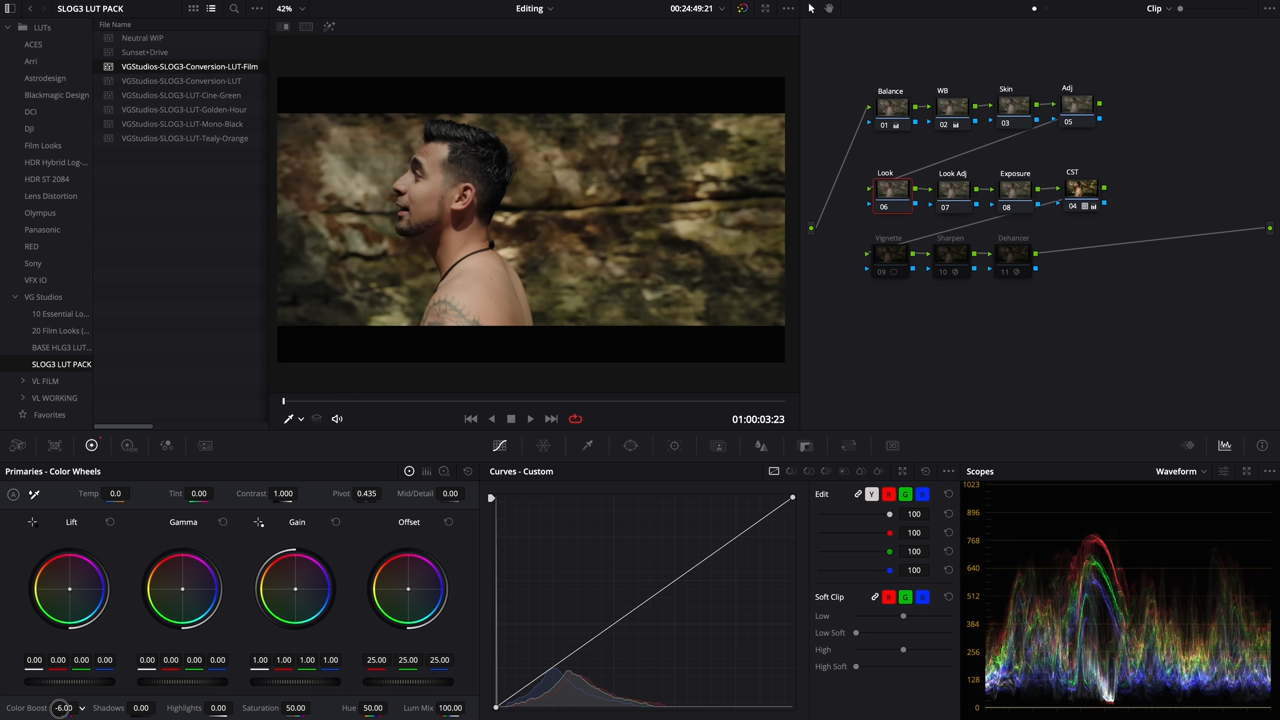 SLOG3 LUT PACK
42%
Editing
00:24:49:21
Clip
LUTs
ACES
Arri
Astrodesign
Blackmagic Design
DCI
DJI
Film Looks
HDR Hybrid Log-...
HDR ST 2084
Lens Distortion
Olympus
Panasonic
RED
Sony
VFX IO
VG Studios
10 Essential Lo...
20 Film Looks (...
BASE HLG3 LUT...
SLOG3 LUT PACK
VL FILM
VL WORKING
Favorites
File Name
Neutral WIP
Sunset+Drive
VGStudios-SLOG3-Conversion-LUT-Film
VGStudios-SLOG3-Conversion-LUT
VGStudios-SLOG3-LUT-Cine-Green
VGStudios-SLOG3-LUT-Golden-Hour
VGStudios-SLOG3-LUT-Mono-Black
VGStudios-SLOG3-LUT-Tealy-Orange
01:00:03:23
Balance WB Skin Adj
01 02 03 05
Look Look Adj Exposure CST
06 07 08 04
Vignette Sharpen Dehancer
09 10 11
Primaries - Color Wheels
A Temp 0.0 Tint 0.00 Contrast 1.000 Pivot 0.435 Mid/Detail 0.00
Lift Gamma Gain Offset
0.00 0.00 0.00 0.00 0.00 0.00 0.00 0.00 1.00 1.00 1.00 1.00 25.00 25.00 25.00
Color Boost -6.00 Shadows 0.00 Highlights 0.00 Saturation 50.00 Hue 50.00 Lum Mix 100.00
Curves - Custom
Edit Y R G B
100
100
100
100
Soft Clip R G B
Low
Low Soft
High
High Soft
Scopes Waveform
1023
896
768
640
512
384
256
128
0